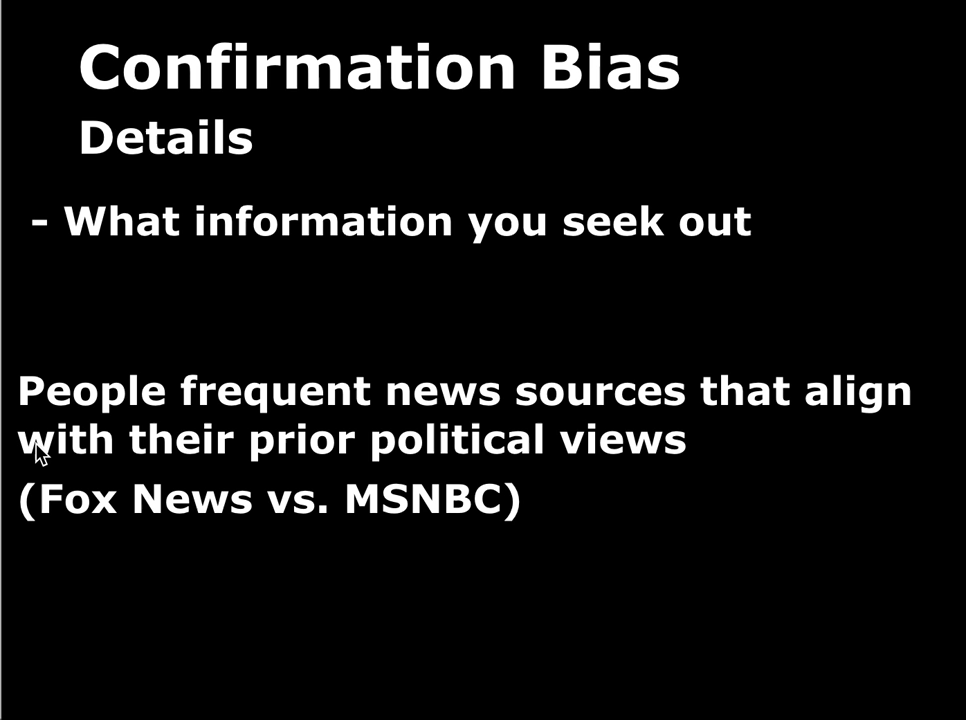 Confirmation Bias
Details
- What information you seek out
People frequent news sources that align
with their prior political views
(Fox News vs. MSNBC)